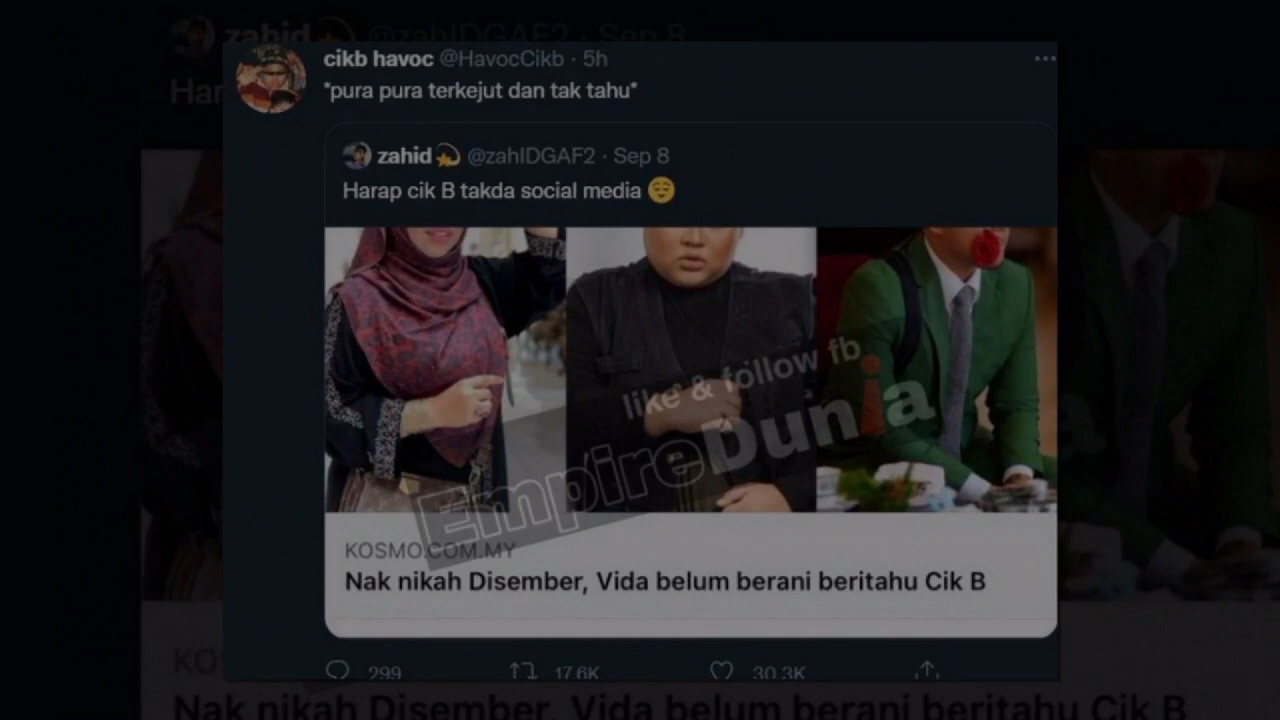 zahid @zahIDGAF2 · Sep 8
Har
cikb havoc @HavocCikb · 5h
*pura pura terkejut dan tak tahu*
zahid @zahIDGAF2 · Sep 8
Harap cik B takda social media
like & follow fb
EmpireDunia
KOSMO.COM.MY
Nak nikah Disember, Vida belum berani beritahu Cik B
299 17.6K 30.3K
KO
Nak nikah Disember, Vida belum berani beritahu Cik B